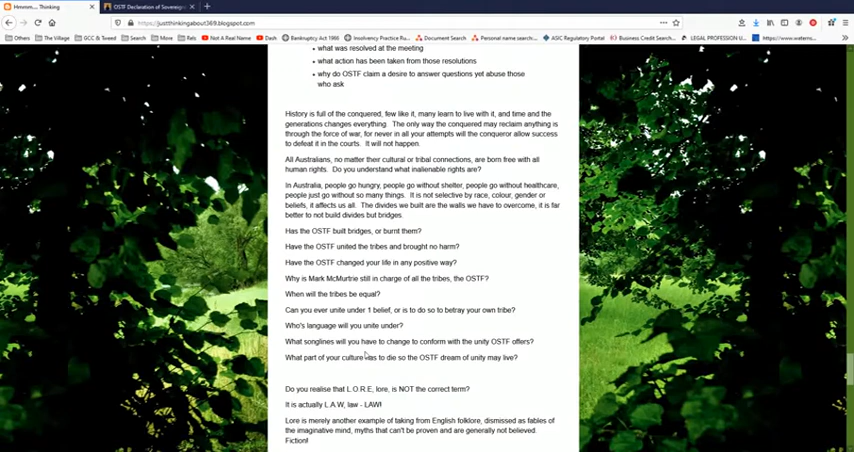 Hmmm.... Thinking
OSTF Declaration of Sovereign
https://justthinkingabout369.blogspot.com
Others
The Village
GCC & Seized
Search
Rels
Not A Real Name
Dash
Bankruptcy Act 1966
Insolvency Practice Ru...
Document Search
Personal name search:...
ASIC Regulatory Portal
Business Credit Searc...
LEGAL PROFESSION U...
what was resolved at the meeting
what action has been taken from those resolutions
why do OSTF claim a desire to answer questions yet abuse those
who ask
History is full of the conquered, few like it, many learn to live with it, and time and the
generations changes everything. The only way the conquered may reclaim anything is
through the force of war, for never in all your attempts will the conqueror allow success
to defeat it in the courts. It will not happen.
All Australians, no matter their cultural or tribal connections, are born free with all
human rights. Do you understand what inalienable rights are?
In Australia, people go hungry, people go without shelter, people go without healthcare,
people just go without so many things. It is not selective by race, colour, gender or
beliefs, it affects us all. The divides we built are the walls we have to overcome, it is far
better to not build divides but bridges.
Has the OSTF built bridges, or burnt them?
Have the OSTF united the tribes and brought no harm?
Have the OSTF changed your life in any positive way?
Why is Mark McMurtrie still in charge of all the tribes, the OSTF?
When will the tribes be equal?
Can you ever unite under 1 belief, or is to do so to betray your own tribe?
Who's language will you unite under?
What songlines will you have to change to conform with the unity OSTF offers?
What part of your culture has to die so the OSTF dream of unity may live?
Do you realise that L.O.R.E, lore, is NOT the correct term?
It is actually L.A.W, law - LAW!
Lore is merely another example of taking from English folklore, dismissed as fables of
the imaginative mind, myths that can't be proven and are generally not believed.
Fiction!